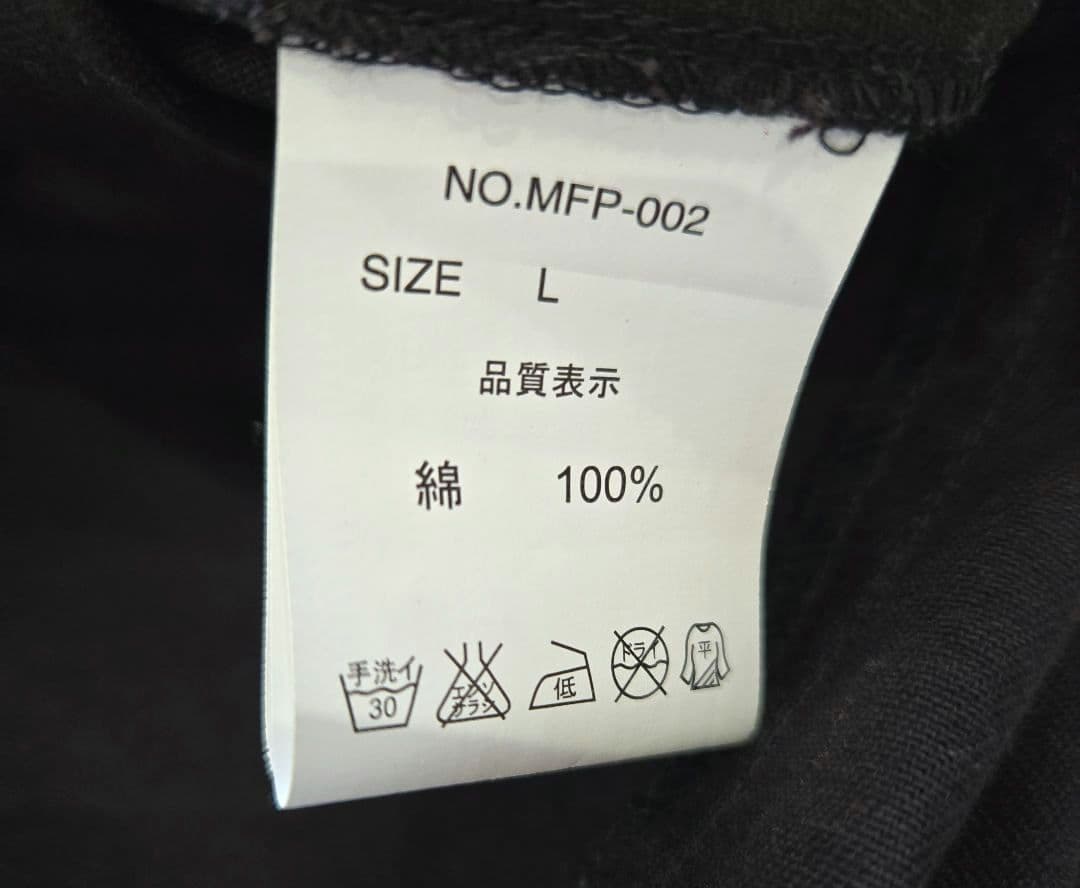 NO.MFP-002
SIZE L
品質表示
綿 100%
手洗イ
30
エンソ
サラシ
低
ドライ
平